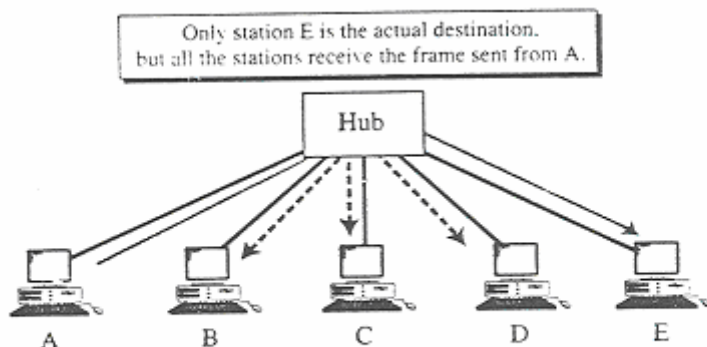 Only station E is the actual destination,
but all the stations receive the frame sent from A.
Hub
A B C D E